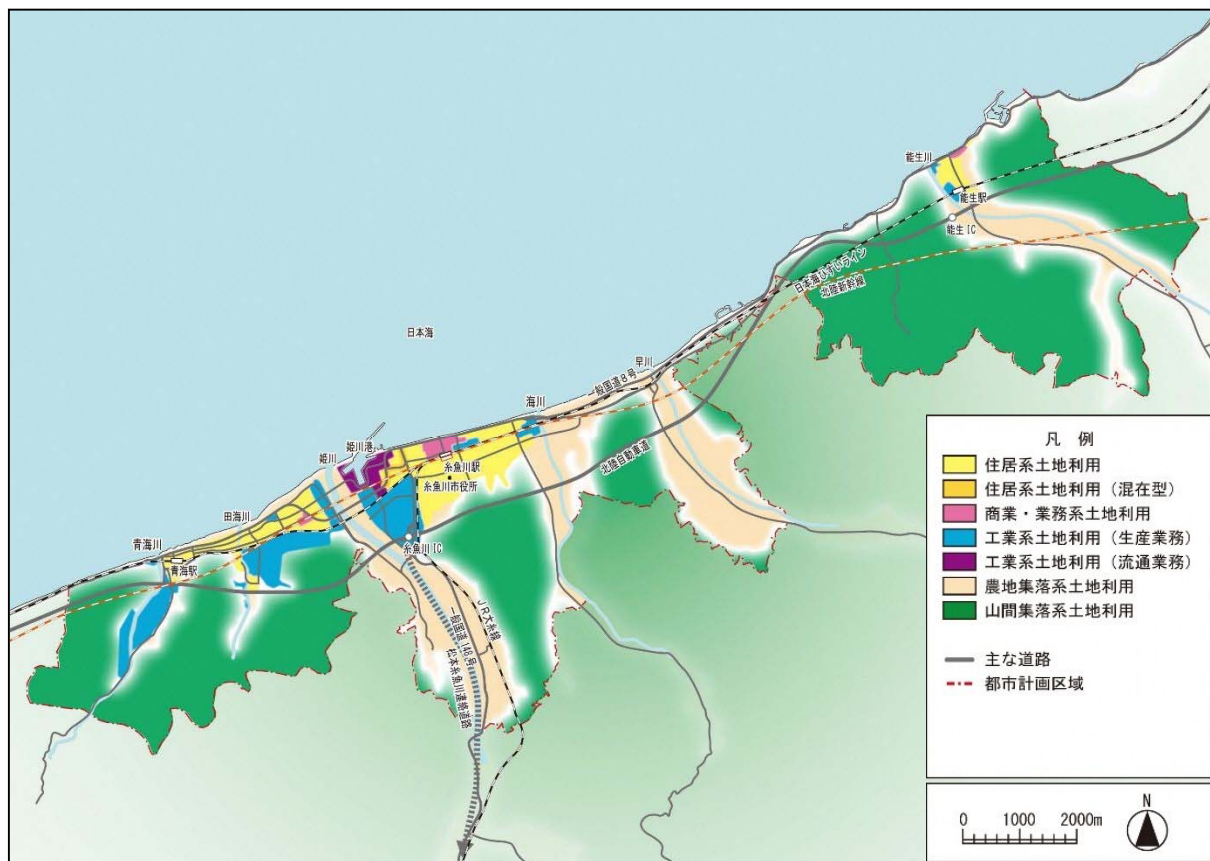 能生川
能生駅
能生IC
日本海ひすいライン
北陸新幹線
日本海
早川
一般国道8号
海川
姫川港
姫川
糸魚川駅
糸魚川市役所
北陸自動車道
田海川
青海川
糸魚川IC
青海駅
JR大糸線
一般国道148号
松本糸魚川連絡道路
凡 例
住居系土地利用
住居系土地利用（混在型）
商業・業務系土地利用
工業系土地利用（生産業務）
工業系土地利用（流通業務）
農地集落系土地利用
山間集落系土地利用
主な道路
都市計画区域
0 1000 2000m
N